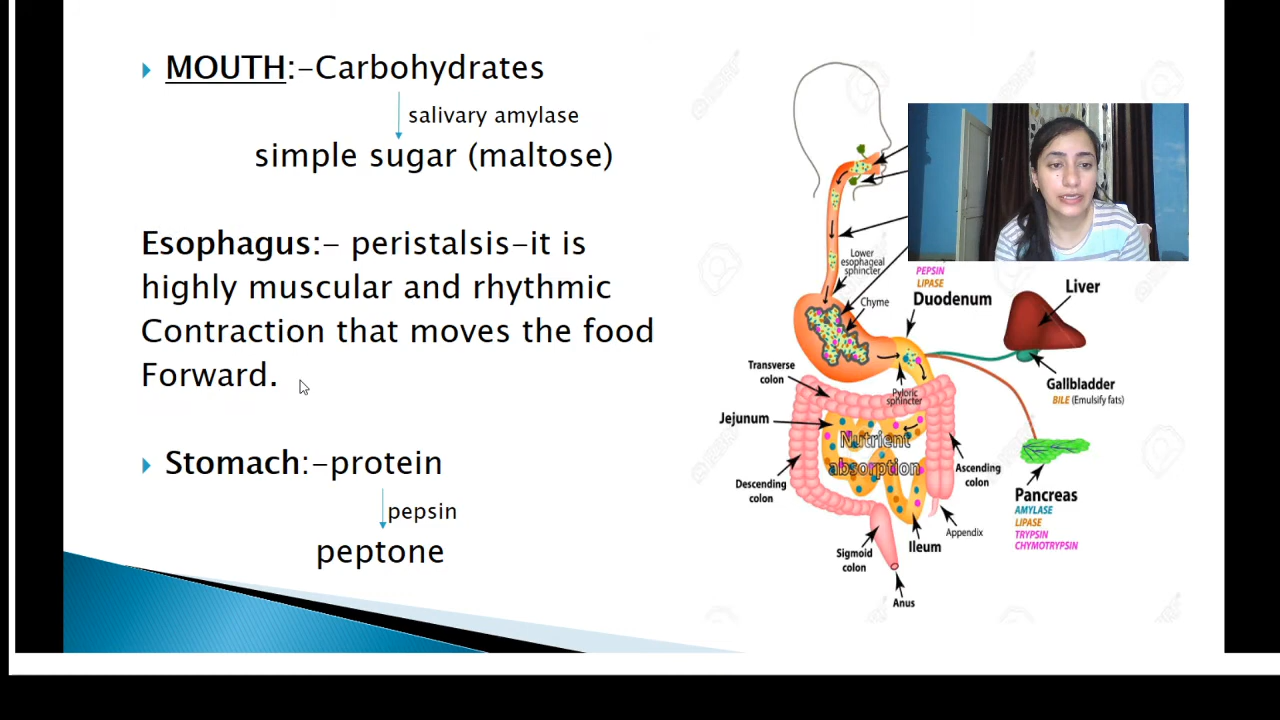 MOUTH:-Carbohydrates
salivary amylase
simple sugar (maltose)
Esophagus:- peristalsis-it is
highly muscular and rhythmic
Contraction that moves the food
Forward.
Stomach:-protein
pepsin
peptone
Lower
esophageal
sphincter
PEPSIN
LIPASE
Duodenum
Chyme
Liver
Transverse
colon
Pyloric
sphincter
Gallbladder
BILE (Emulsify fats)
Jejunum
Nutrient
absorption
Descending
colon
Ascending
colon
Pancreas
AMYLASE
LIPASE
TRYPSIN
CHYMOTRYPSIN
Appendix
Ileum
Sigmoid
colon
Anus